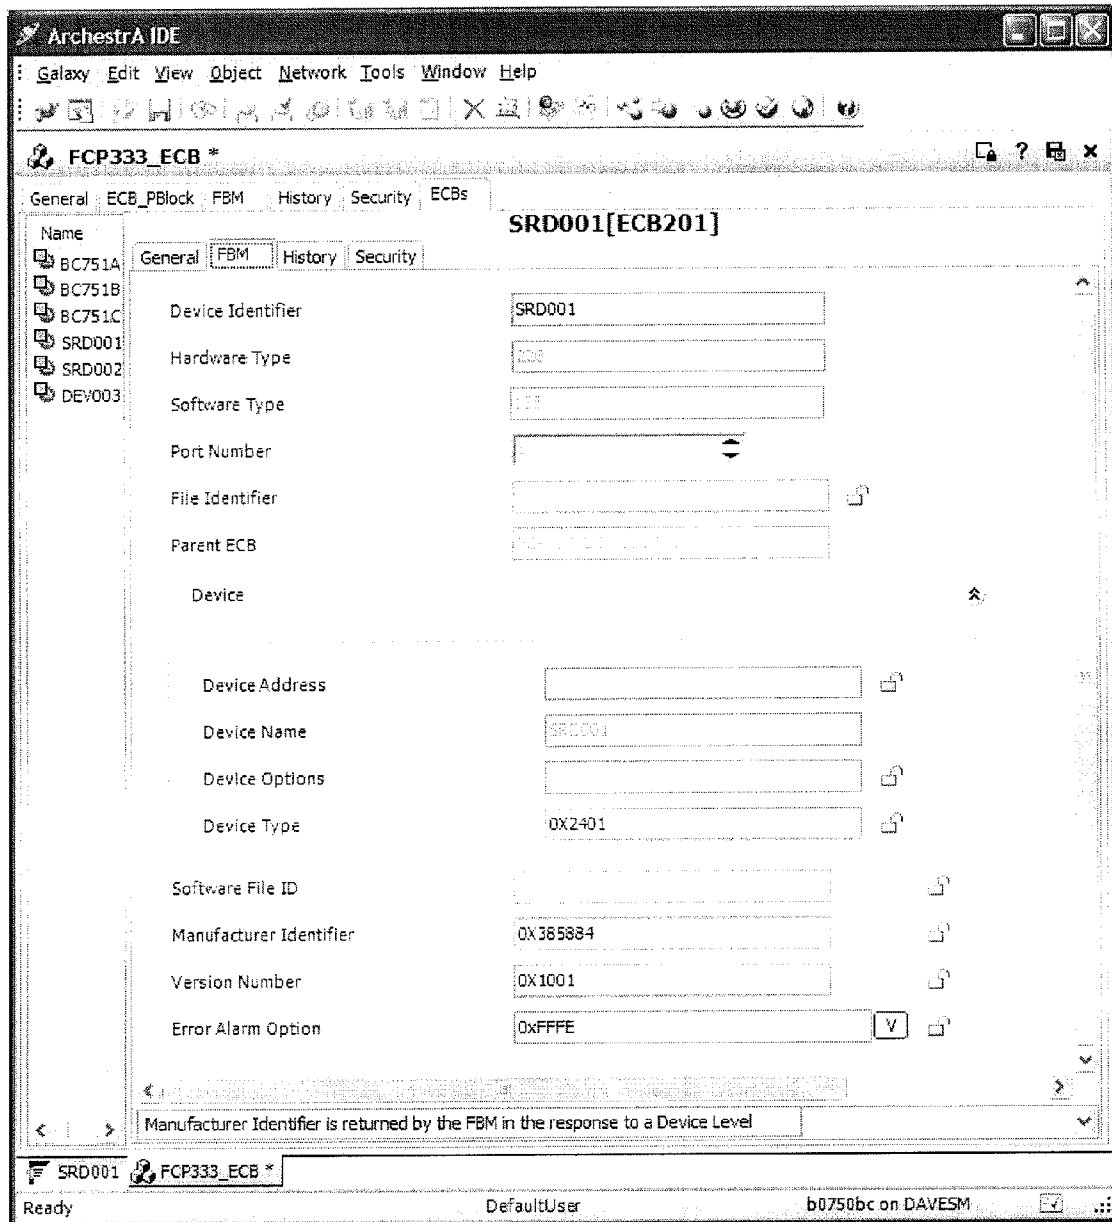 ArchestrA IDE
Galaxy Edit View Object Network Tools Window Help
FCP333_ECB *
General ECB_PBlock FBM History Security ECBs
Name
SRD001[ECB201]
General FBM History Security
BC751A
BC751B
BC751C
SRD001
SRD002
DEV003
Device Identifier SRD001
Hardware Type
Software Type
Port Number
File Identifier
Parent ECB
Device
Device Address
Device Name SRD001
Device Options
Device Type 0X2401
Software File ID
Manufacturer Identifier 0X385884
Version Number 0X1001
Error Alarm Option 0xFFFE V
Manufacturer Identifier is returned by the FBM in the response to a Device Level
SRD001 FCP333_ECB *
Ready DefaultUser b0750bc on DAVESM